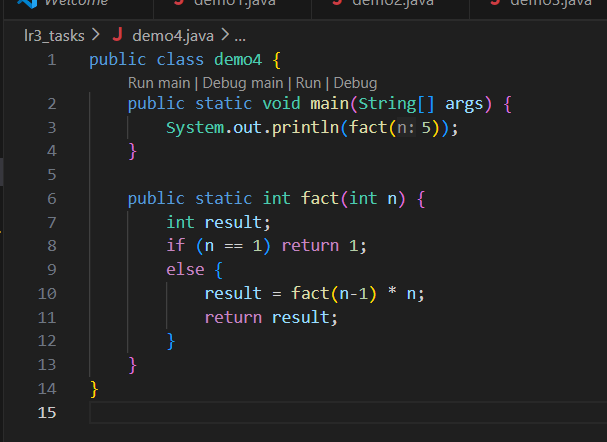 Welcome demo1.java demo2.java demo3.java
lr3_tasks > J demo4.java > ...
1 public class demo4 {
Run main | Debug main | Run | Debug
2 public static void main(String[] args) {
3 System.out.println(fact(n: 5));
4 }
5
6 public static int fact(int n) {
7 int result;
8 if (n == 1) return 1;
9 else {
10 result = fact(n-1) * n;
11 return result;
12 }
13 }
14 }
15